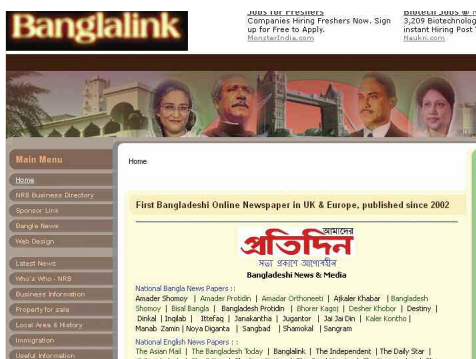 Banglalink
Jobs for Freshers
Companies Hiring Freshers Now. Sign
up for Free to Apply.
MonsterIndia.com
Biotech Jobs @
3,209 Biotechnolog
instant Hiring Post
Naukri.com
Main Menu
Home
NRB Business Directory
Sponsor Link
Bangla News
Web Design
Latest News
Who's Who - NRB
Business Information
Property for sale
Local Area & History
Immigration
Useful Information
Home
First Bangladeshi Online Newspaper in UK & Europe, published since 2002
আমাদের
প্রতিদিন
সত্য প্রকাশে আপোষহীন
Bangladeshi News & Media
National Bangla News Papers ::
Amader Shomoy | Amader Protidin | Amadar Orthoneeti | Ajkaler Khabar | Bangladesh
Shomoy | Bisal Bangla | Bangladesh Protidin | Bhorer Kagoj | Desher Khobor | Destiny |
Dinkal | Inqilab | Ittefaq | Janakantha | Jugantor | Jai Jai Din | Kaler Kontho |
Manab Zamin | Noya Diganta | Sangbad | Shamokal | Sangram
National English News Papers : :
The Asian Mail | The Bangladesh Today | Banglalink | The Independent | The Daily Star |